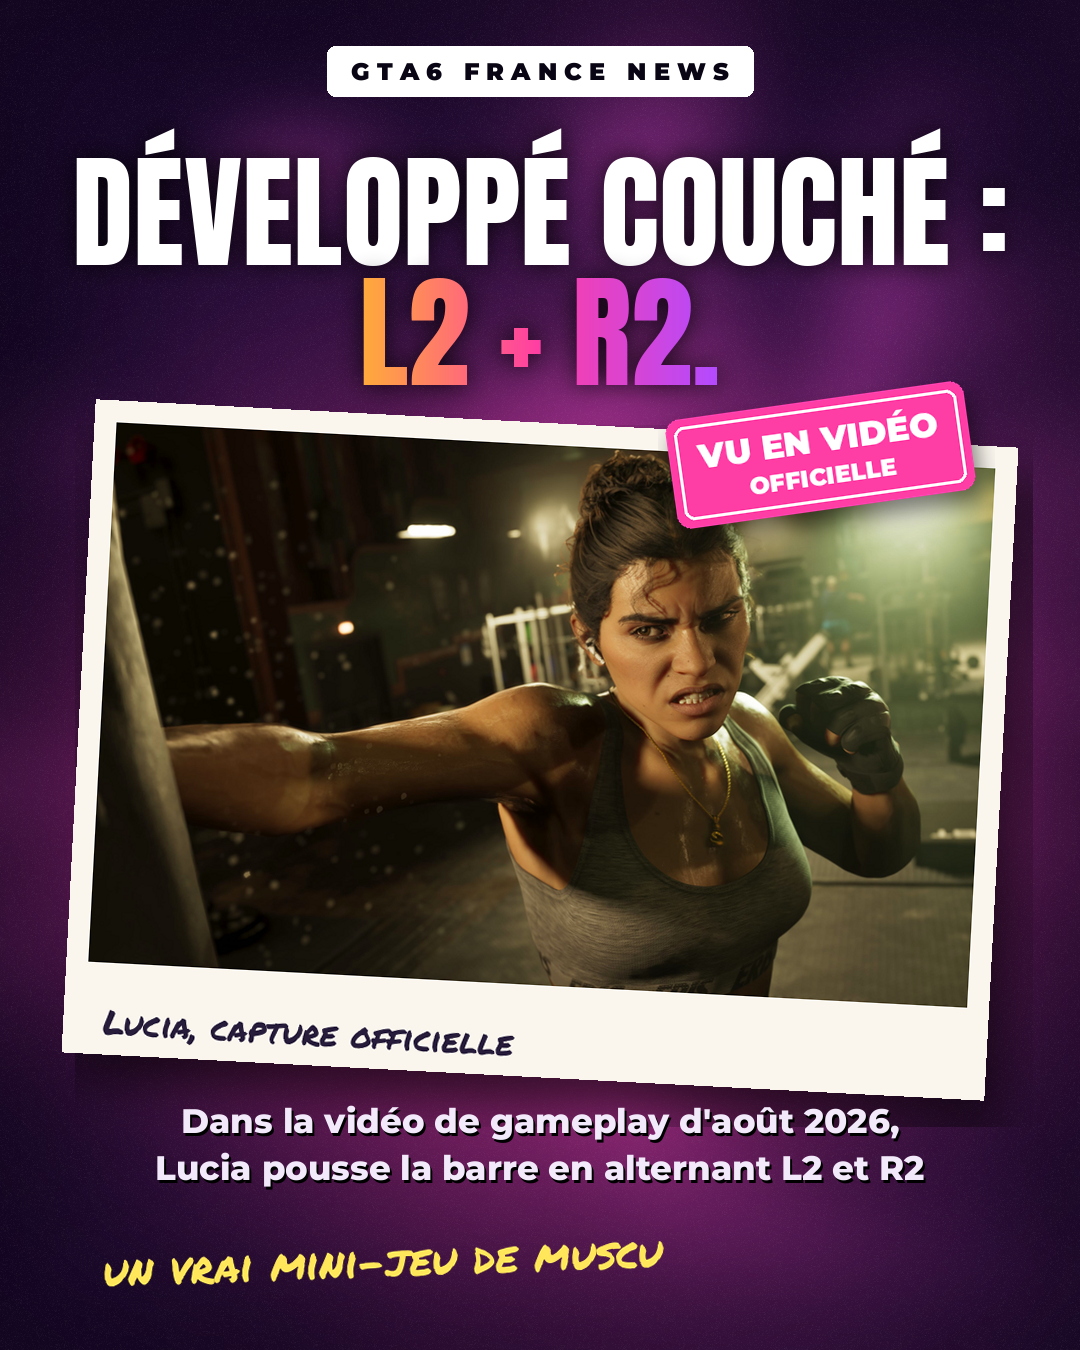 GTA6 FRANCE NEWS
DÉVELOPPÉ COUCHÉ :
L2 + R2.
VU EN VIDÉO
OFFICIELLE
LUCIA, CAPTURE OFFICIELLE
Dans la vidéo de gameplay d'août 2026,
Lucia pousse la barre en alternant L2 et R2
UN VRAI MINI-JEU DE MUSCU